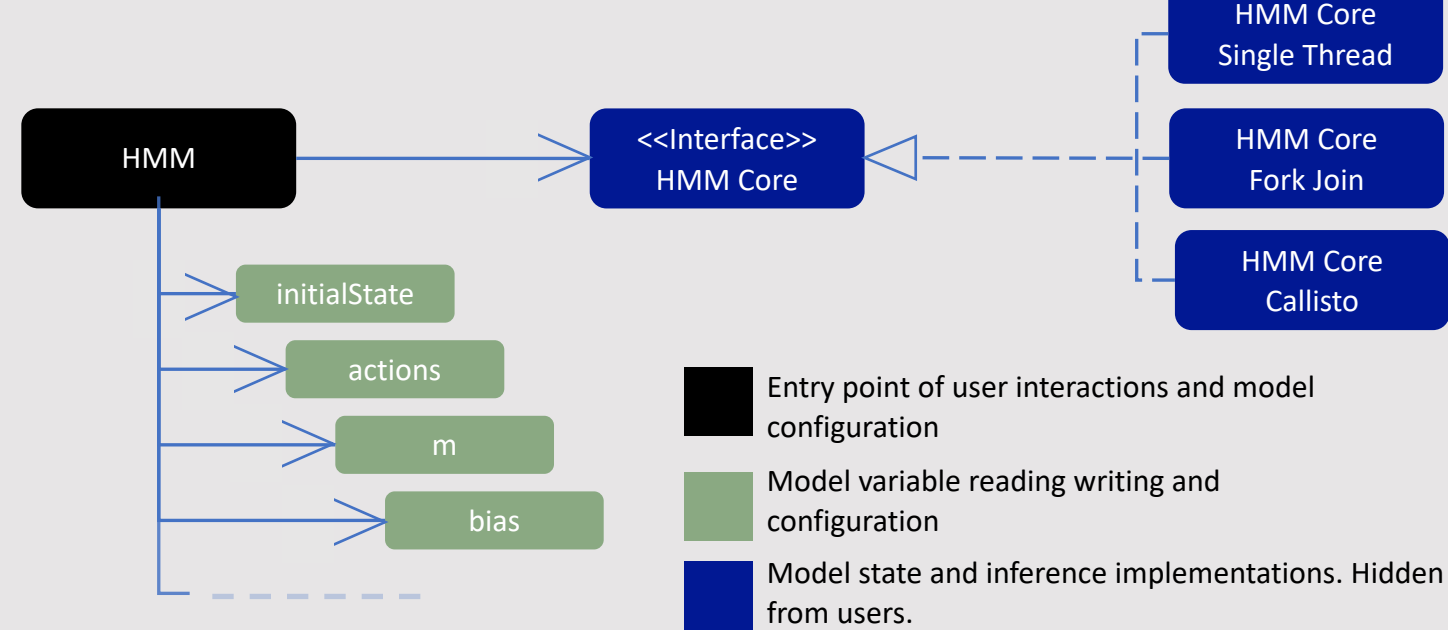 HMM Core
Single Thread
HMM
<<Interface>>
HMM Core
HMM Core
Fork Join
HMM Core
Callisto
initialState
actions
m
bias
Entry point of user interactions and model
configuration
Model variable reading writing and
configuration
Model state and inference implementations. Hidden
from users.